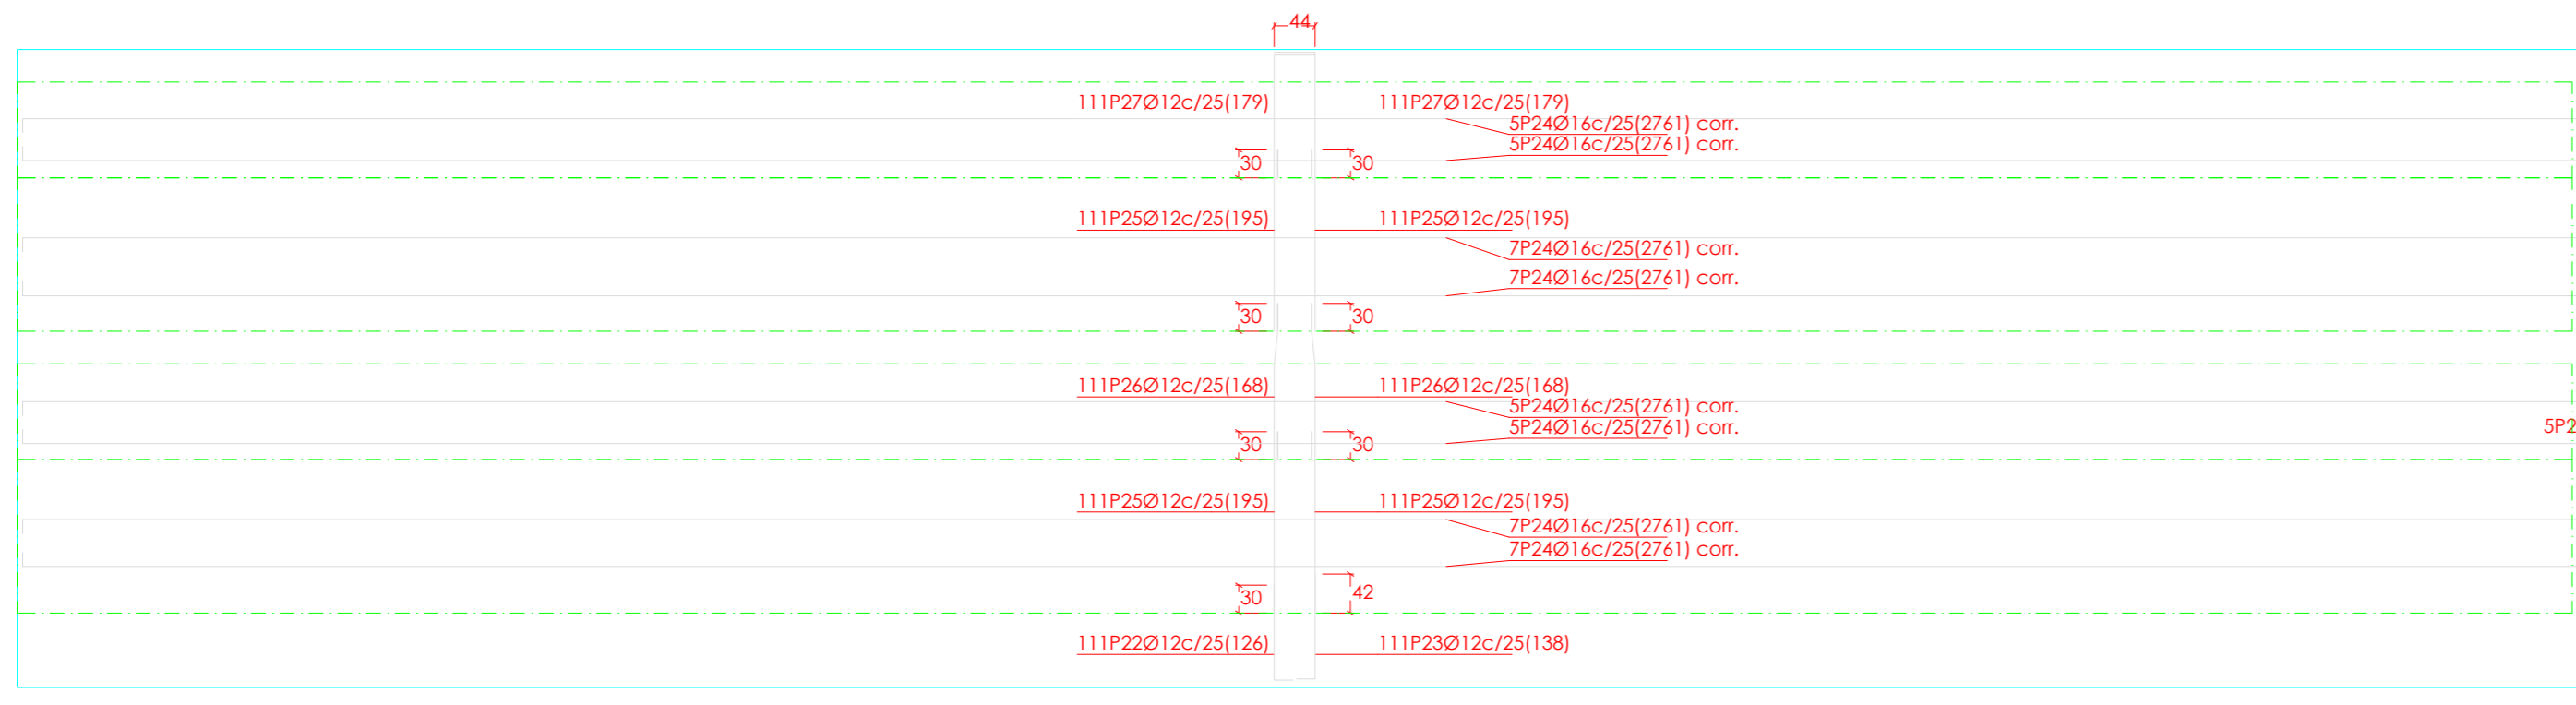 44
111P27Ø12c/25(179) 111P27Ø12c/25(179)
5P24Ø16c/25(2761) corr.
5P24Ø16c/25(2761) corr.
30 30
111P25Ø12c/25(195) 111P25Ø12c/25(195)
7P24Ø16c/25(2761) corr.
7P24Ø16c/25(2761) corr.
30 30
111P26Ø12c/25(168) 111P26Ø12c/25(168)
5P24Ø16c/25(2761) corr.
5P24Ø16c/25(2761) corr. 5P2
30 30
111P25Ø12c/25(195) 111P25Ø12c/25(195)
7P24Ø16c/25(2761) corr.
7P24Ø16c/25(2761) corr.
30 42
111P22Ø12c/25(126) 111P23Ø12c/25(138)